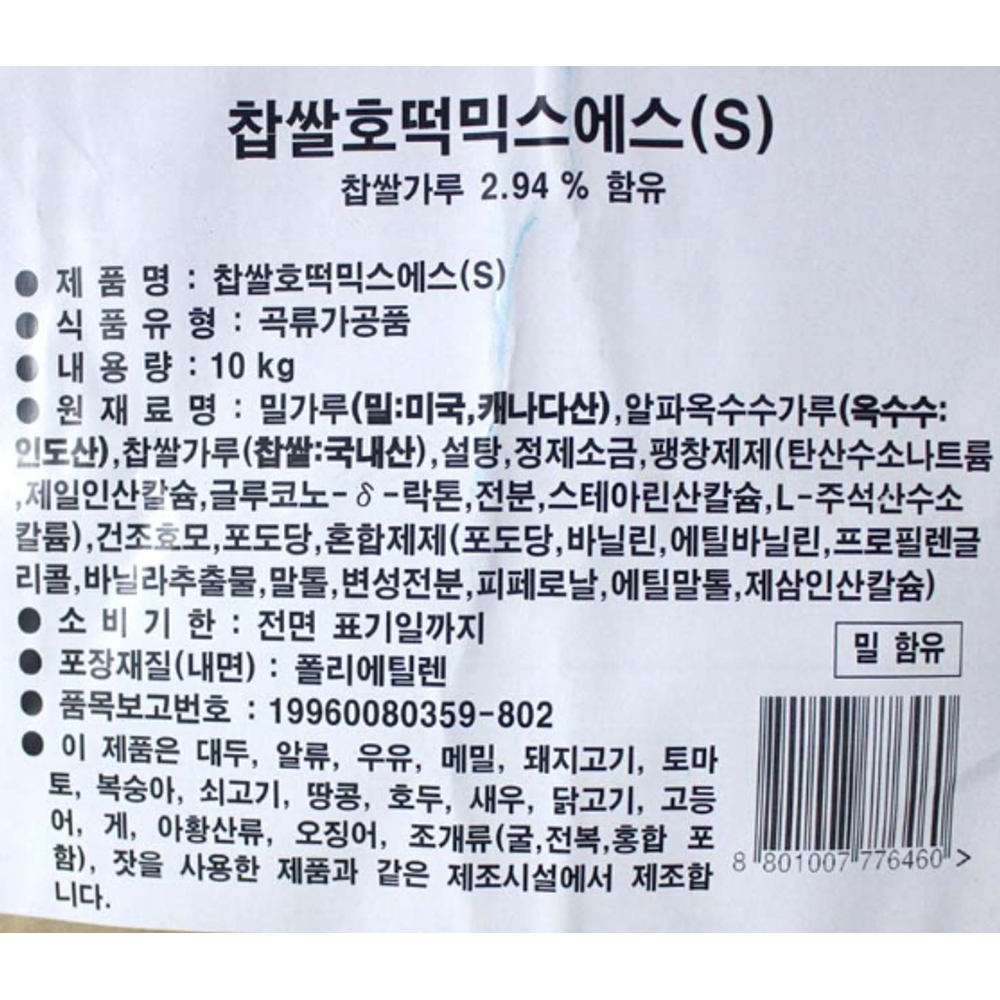 찹쌀호떡믹스에스(S)
찹쌀가루 2.94 % 함유
● 제 품 명 : 찹쌀호떡믹스에스(S)
● 식 품 유 형 : 곡류가공품
● 내 용 량 : 10 kg
● 원 재 료 명 : 밀가루(밀:미국,캐나다산),알파옥수수가루(옥수수:
인도산),찹쌀가루(찹쌀:국내산),설탕,정제소금,팽창제제(탄산수소나트륨
,제일인산칼슘,글루코노-δ-락톤,전분,스테아린산칼슘,L-주석산수소
칼륨),건조효모,포도당,혼합제제(포도당,바닐린,에틸바닐린,프로필렌글
리콜,바닐라추출물,말톨,변성전분,피페로날,에틸말톨,제삼인산칼슘)
● 소 비 기 한 : 전면 표기일까지
밀 함유
● 포장재질(내면) : 폴리에틸렌
● 품목보고번호 : 19960080359-802
● 이 제품은 대두, 알류, 우유, 메밀, 돼지고기, 토마
토, 복숭아, 쇠고기, 땅콩, 호두, 새우, 닭고기, 고등
어, 게, 아황산류, 오징어, 조개류(굴,전복,홍합 포
함), 잣을 사용한 제품과 같은 제조시설에서 제조합
니다.
8 801007 776460 >